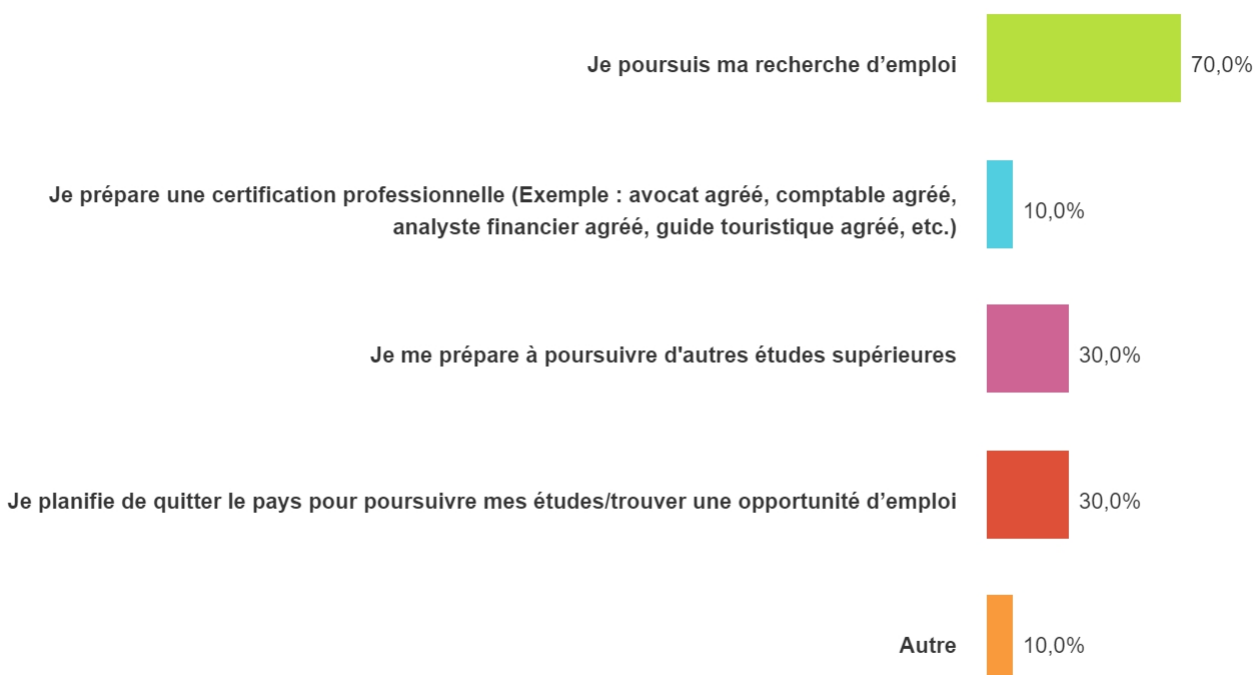 Je poursuis ma recherche d’emploi
70,0%
Je prépare une certification professionnelle (Exemple : avocat agréé, comptable agréé,
analyste financier agréé, guide touristique agréé, etc.)
10,0%
Je me prépare à poursuivre d'autres études supérieures
30,0%
Je planifie de quitter le pays pour poursuivre mes études/trouver une opportunité d’emploi
30,0%
Autre
10,0%